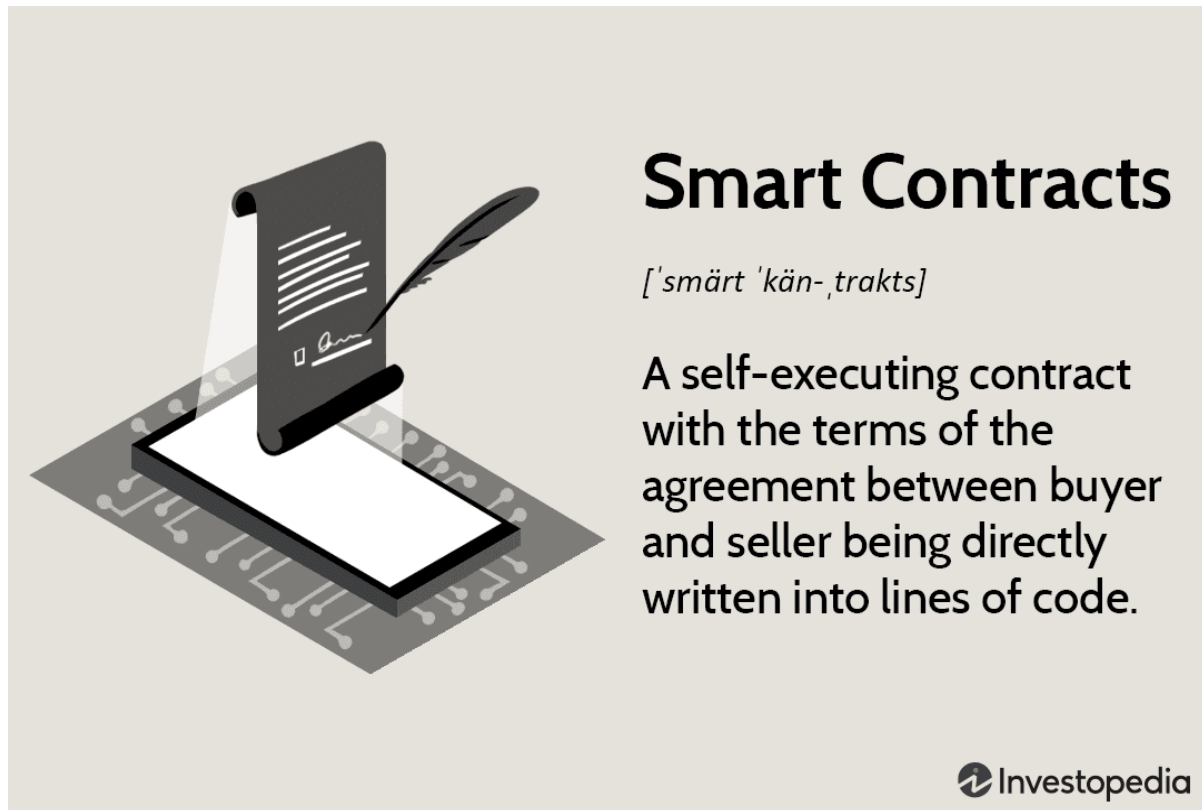 Smart Contracts
[ˈsmärt ˈkän-ˌtrakts]
A self-executing contract
with the terms of the
agreement between buyer
and seller being directly
written into lines of code.
Investopedia